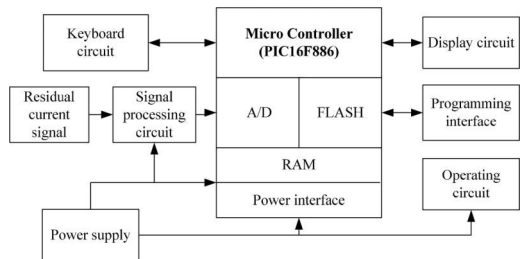 Keyboard
circuit
Micro Controller
(PIC16F886)
Display circuit
Residual
current signal
Signal
processing
circuit
A/D
FLASH
Programming
interface
RAM
Power interface
Operating
circuit
Power supply